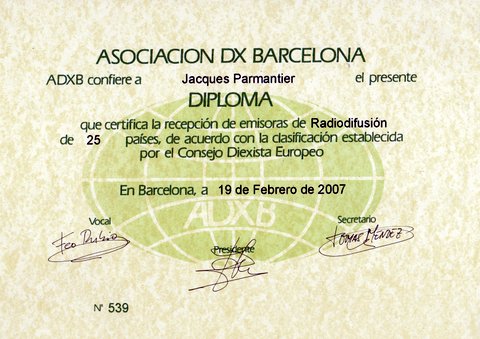 ASOCIACION DX BARCELONA
ADXB confiere a Jacques Parmantier el presente
DIPLOMA
que certifica la recepción de emisoras de Radiodifusión
de 25 países, de acuerdo con la clasificación establecida
por el Consejo Diexista Europeo
En Barcelona, a 19 de Febrero de 2007
ADXB
Vocal Secretario
Presidente
Tomas Mendez
Nº 539